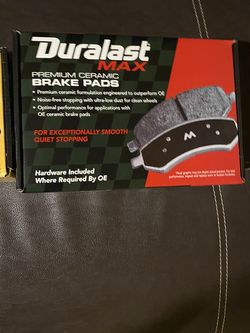 Duralast
MAX
PREMIUM CERAMIC
BRAKE PADS
• Premium ceramic formulation engineered to outperform OE
• Noise-free stopping with ultra-low dust for clean wheels
• Optimal performance for applications with
OE ceramic brake pads
FOR EXCEPTIONALLY SMOOTH
QUIET STOPPING
Hardware Included
Where Required By OE